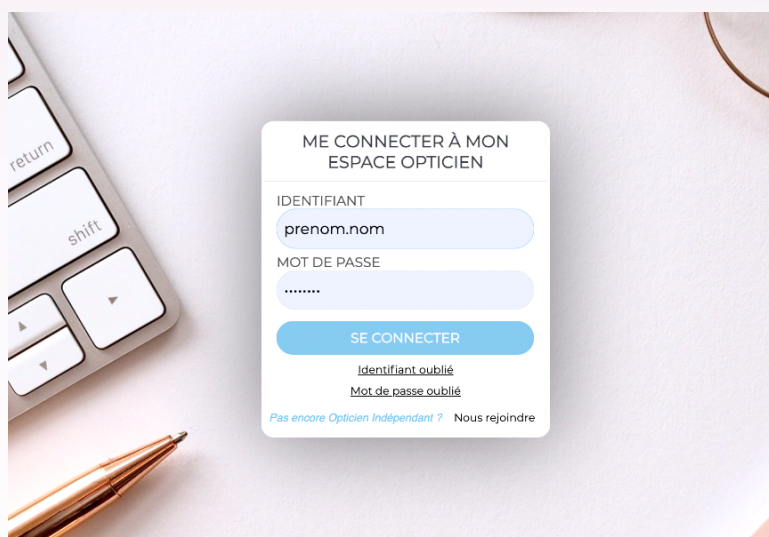 return
shift
ME CONNECTER À MON
ESPACE OPTICIEN
IDENTIFIANT
prenom.nom
MOT DE PASSE
........
SE CONNECTER
Identifiant oublié
Mot de passe oublié
Pas encore Opticien Indépendant ? Nous rejoindre